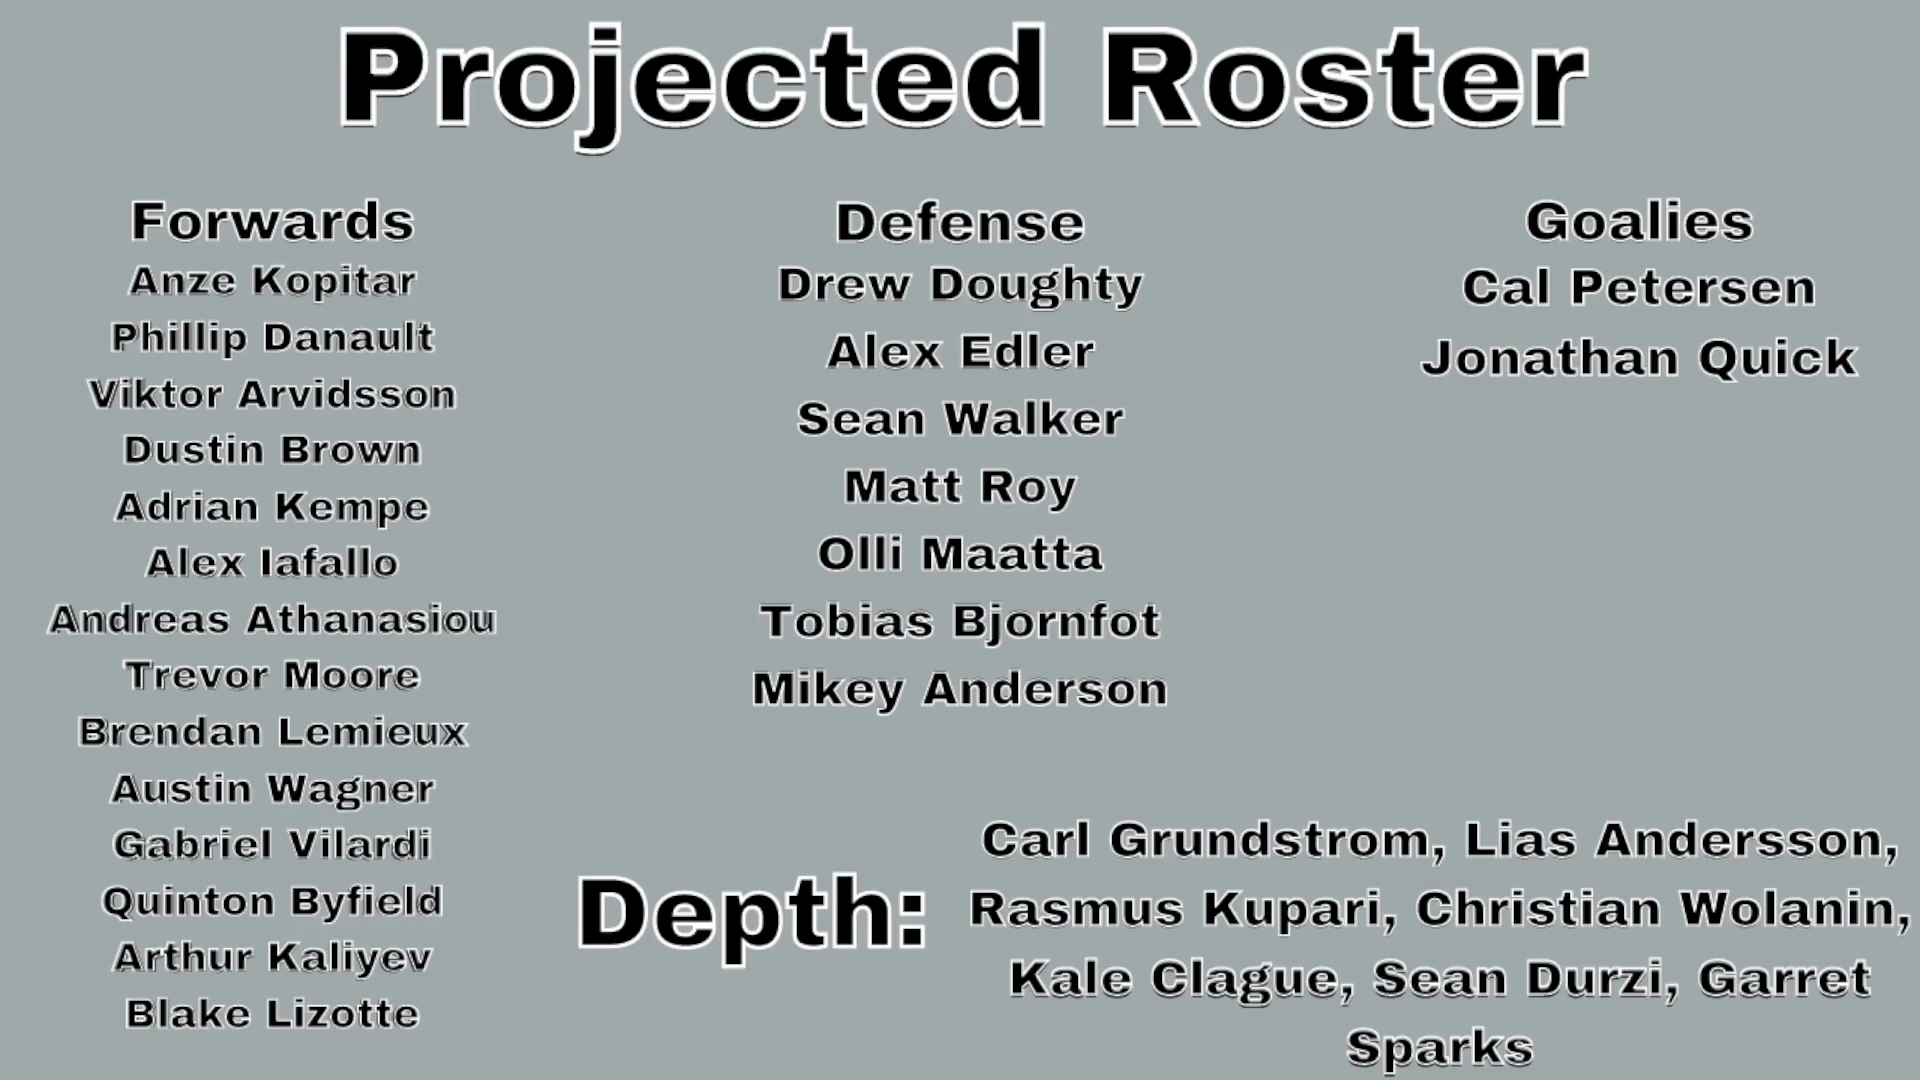 Projected Roster
Forwards
Anze Kopitar
Phillip Danault
Viktor Arvidsson
Dustin Brown
Adrian Kempe
Alex Iafallo
Andreas Athanasiou
Trevor Moore
Brendan Lemieux
Austin Wagner
Gabriel Vilardi
Quinton Byfield
Arthur Kaliyev
Blake Lizotte
Defense
Drew Doughty
Alex Edler
Sean Walker
Matt Roy
Olli Maatta
Tobias Bjornfot
Mikey Anderson
Goalies
Cal Petersen
Jonathan Quick
Depth:
Carl Grundstrom, Lias Andersson,
Rasmus Kupari, Christian Wolanin,
Kale Clague, Sean Durzi, Garret
Sparks